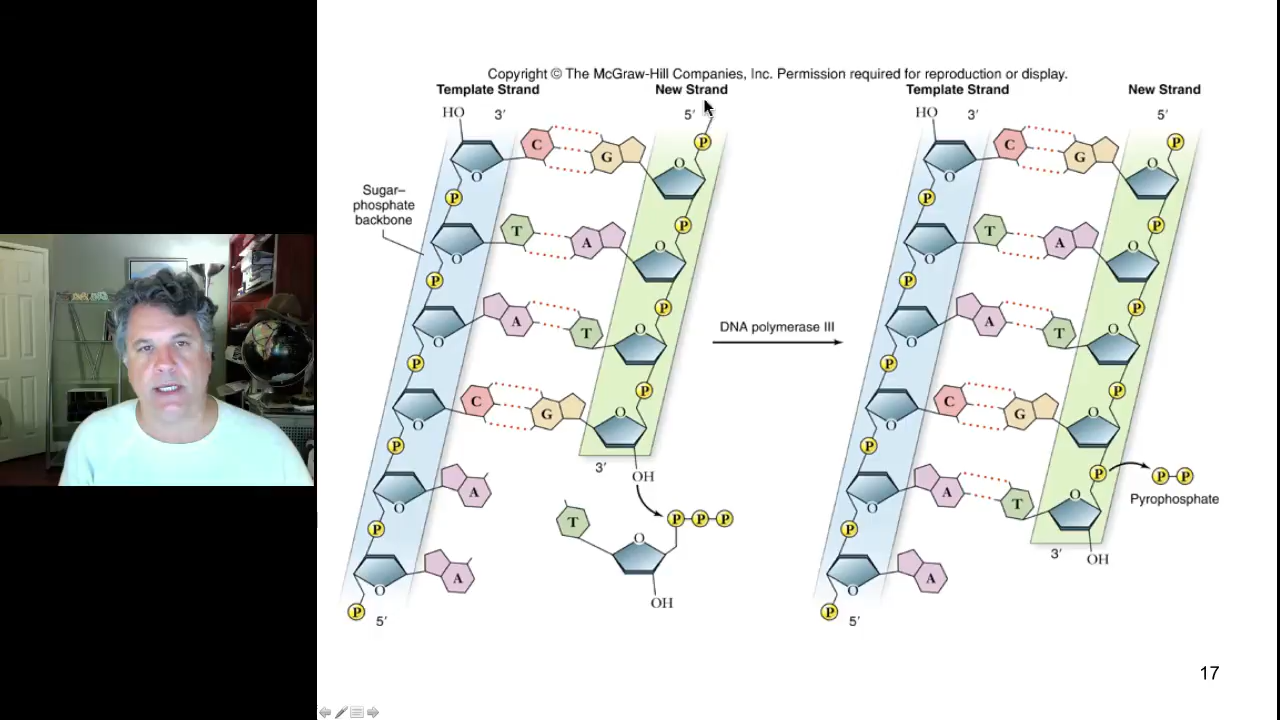 Copyright © The McGraw-Hill Companies, Inc. Permission required for reproduction or display.
Template Strand
New Strand
HO
3′
5′
C
G
P
O
O
P
Sugar–
phosphate
backbone
T
A
P
O
O
P
A
T
P
O
O
P
C
G
P
O
O
P
3′
OH
A
O
T
P–P–P
P
O
A
O
OH
P
5′
DNA polymerase III
Template Strand
New Strand
HO
3′
5′
C
G
P
O
O
P
T
A
P
O
O
P
A
T
P
O
O
P
C
G
P
O
O
P
A
T
P
P–P
Pyrophosphate
O
O
P
3′
OH
A
O
P
5′
17